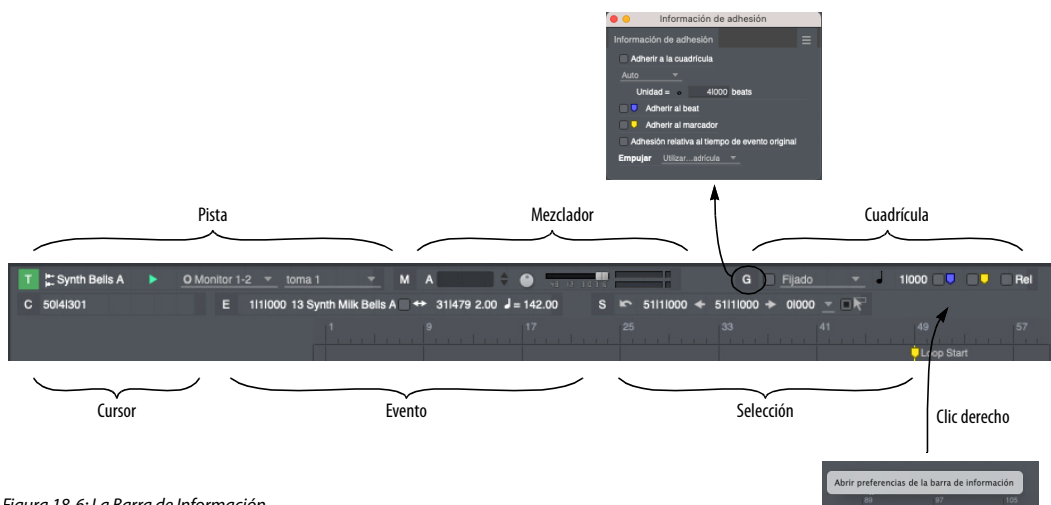 Información de adhesión
Información de adhesión
Adherir a la cuadrícula
Auto
Unidad = 4|000 beats
Adherir al beat
Adherir al marcador
Adhesión relativa al tiempo de evento original
Empujar Utilizar...adrícula
Pista Mezclador Cuadrícula
T Synth Bells A O Monitor 1-2 toma 1 M A G Fijado 1|000 Rel
C 50|4|301 E 1|1|000 13 Synth Milk Bells A 31|479 2.00 = 142.00 S 51|1|000 51|1|000 0|000
1 9 17 25 33 41 49 57
Loop Start
Cursor Evento Selección Clic derecho
Abrir preferencias de la barra de información
89 97 105
Figura 18.6: La Barra de Información